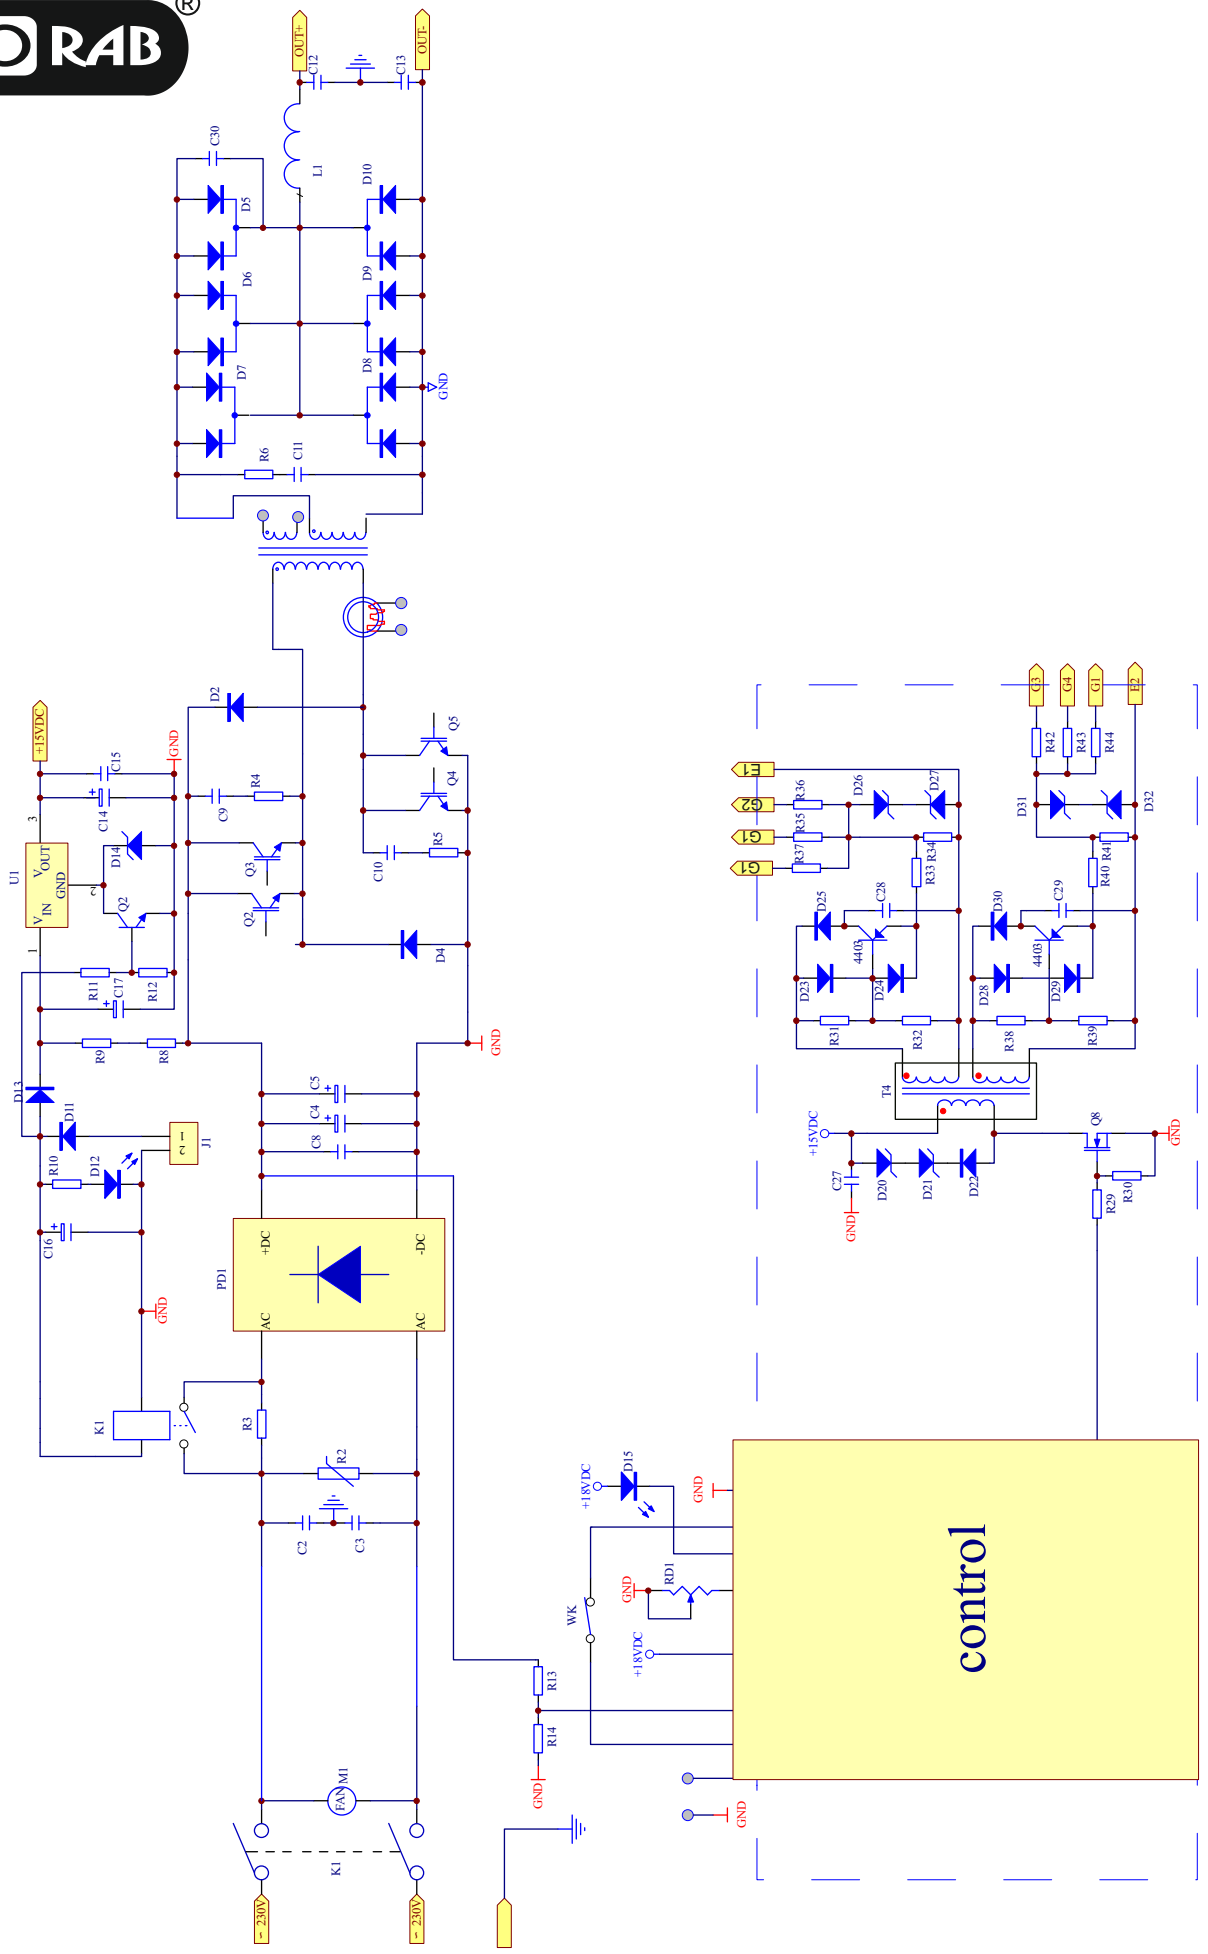 RAB
®
OUT+
OUT-
C12
C13
L1
C30
D5
D10
D6
D9
D7
D8
GND
R6
C11
+15VDC
C15
C14
GND
D2
C9
R4
Q5
Q4
R5
C10
U1
3
VOUT
GND
VIN
1
2
D14
Q2
Q3
Q2
D4
R11
C17
R12
R9
R8
GND
D13
D11
R10
D12
1
2
J1
C16
GND
C5
C4
C8
PD1
+DC
-DC
AC
AC
K1
R3
R2
C2
C3
FAN
M1
K1
~ 230V
~ 230V
R13
R14
GND
WK
+18VDC
D15
GND
GND
RD1
+18VDC
GND
control
E1
G2
G1
G1
R36
R35
R37
D26
D27
R34
R33
D25
C28
4403
D23
D24
R31
R32
G3
G4
G1
E2
R42
R43
R44
D31
D32
R41
R40
D30
C29
4403
D28
D29
R38
R39
T4
+15VDC
C27
GND
D20
D21
D22
Q8
GND
R29
R30